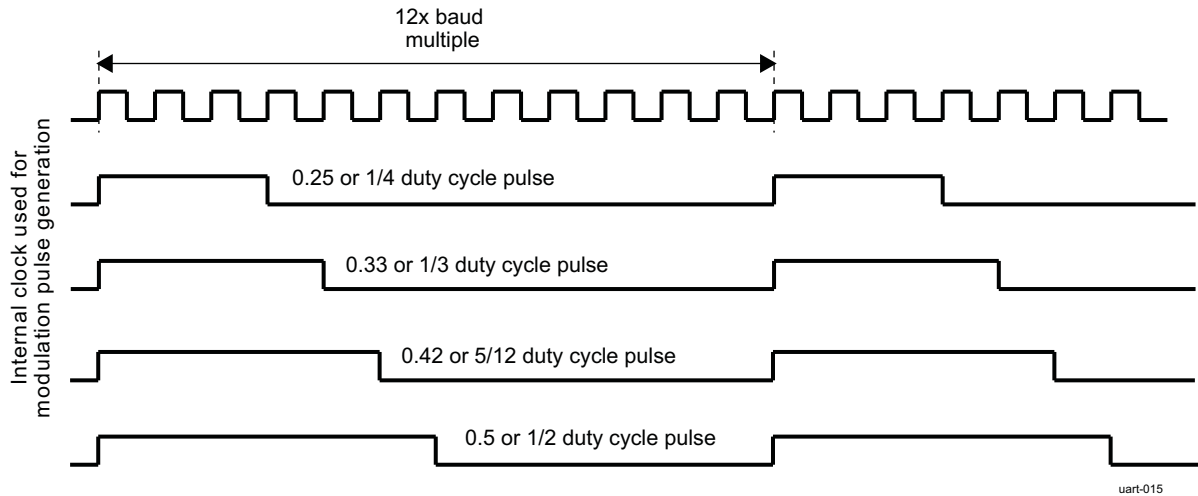 12x baud
multiple
Internal clock used for
modulation pulse generation
0.25 or 1/4 duty cycle pulse
0.33 or 1/3 duty cycle pulse
0.42 or 5/12 duty cycle pulse
0.5 or 1/2 duty cycle pulse
uart-015